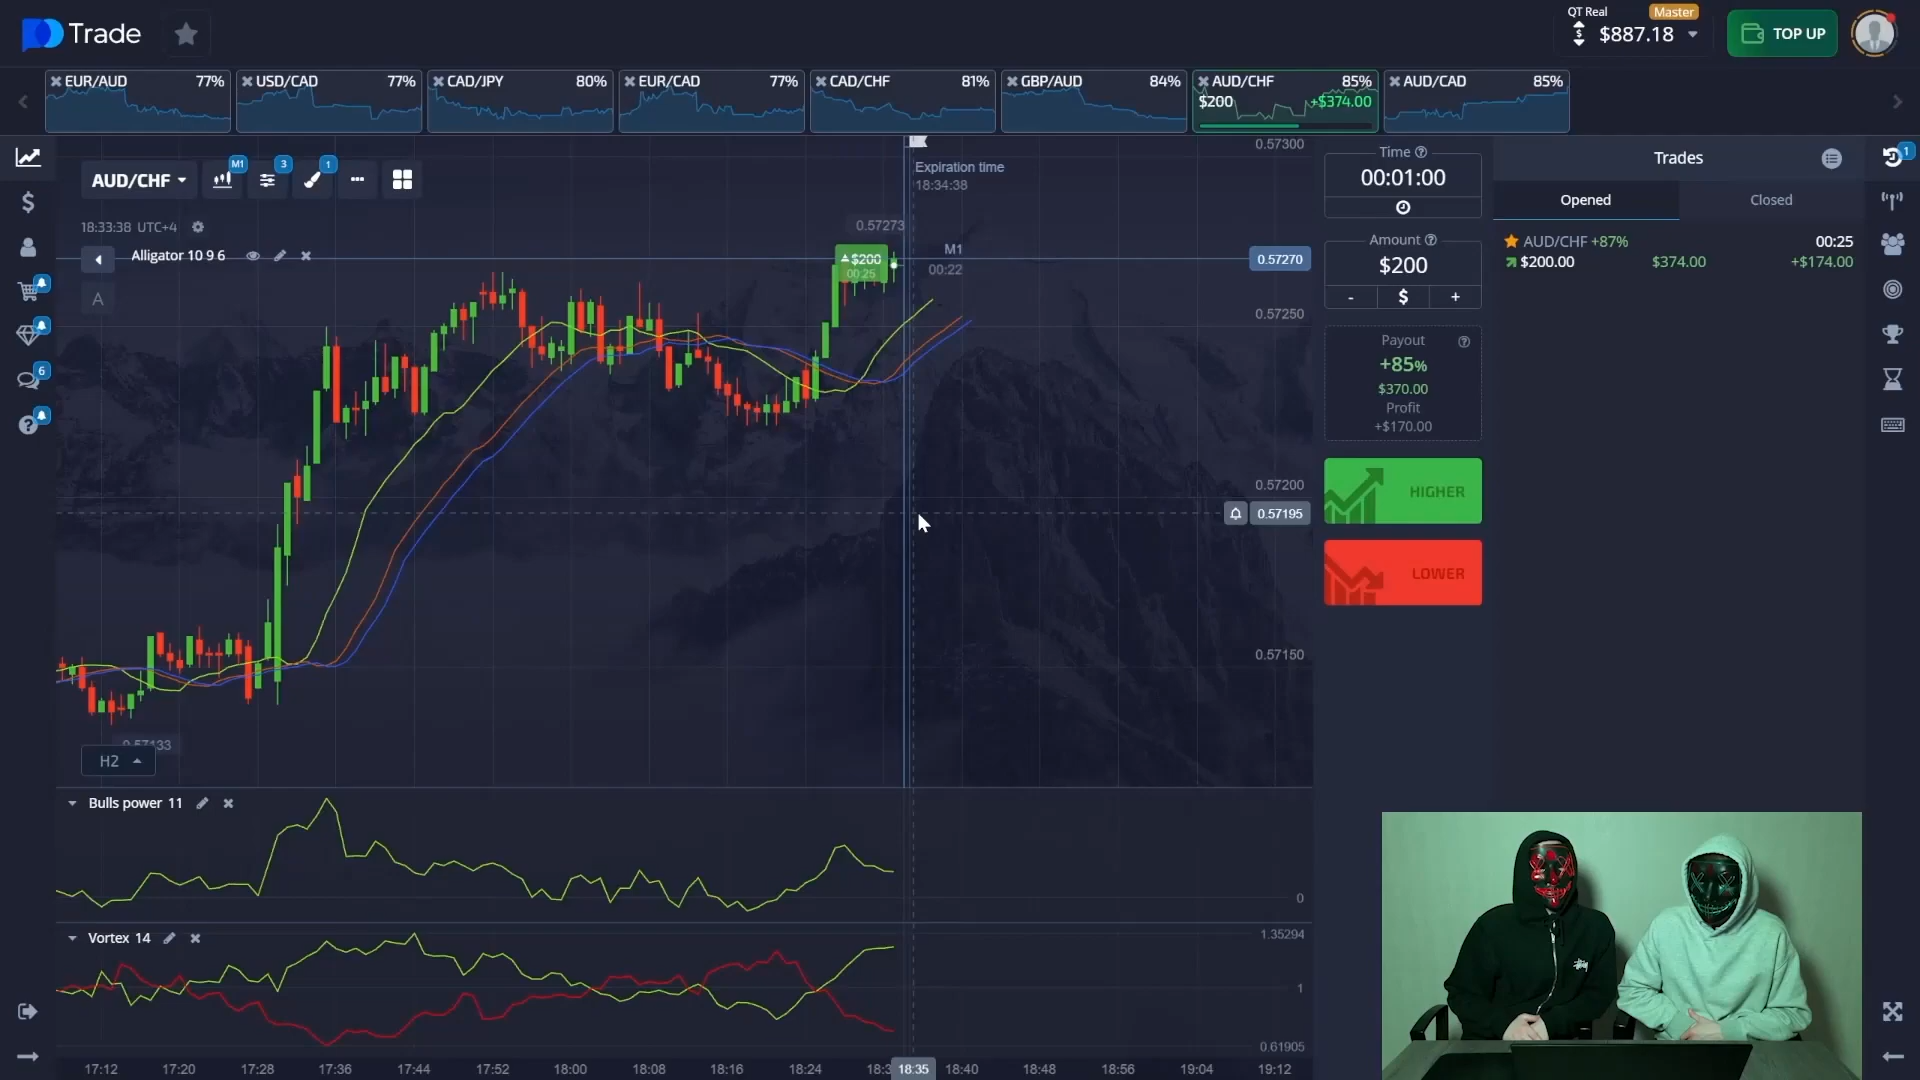 Trade
QT Real
Master
$887.18
TOP UP
EUR/AUD 77%
USD/CAD 77%
CAD/JPY 80%
EUR/CAD 77%
CAD/CHF 81%
GBP/AUD 84%
AUD/CHF 85%
$200 +$374.00
AUD/CAD 85%
AUD/CHF
M1
3
1
18:33:38 UTC+4
Alligator 10 9 6
A
Expiration time
18:34:38
0.57273
$200
00:25
M1
00:22
0.57300
0.57270
0.57250
0.57200
0.57195
0.57150
0.57133
H2
Bulls power 11
0
Vortex 14
1.35294
1
0.61905
17:12 17:20 17:28 17:36 17:44 17:52 18:00 18:08 18:16 18:24 18:3 18:35 18:40 18:48 18:56 19:04 19:12
6
Time
00:01:00
Amount
$200
- $ +
Payout
+85%
$370.00
Profit
+$170.00
HIGHER
LOWER
Trades
1
Opened Closed
AUD/CHF +87% 00:25
$200.00 $374.00 +$174.00